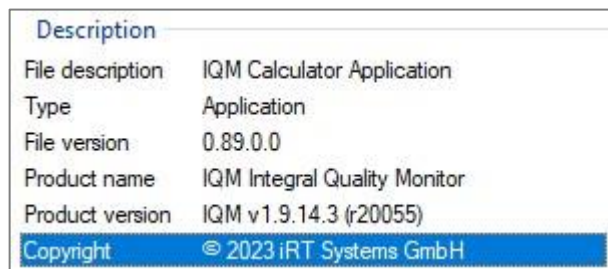 Description
File description IQM Calculator Application
Type Application
File version 0.89.0.0
Product name IQM Integral Quality Monitor
Product version IQM v1.9.14.3 (r20055)
Copyright © 2023 iRT Systems GmbH